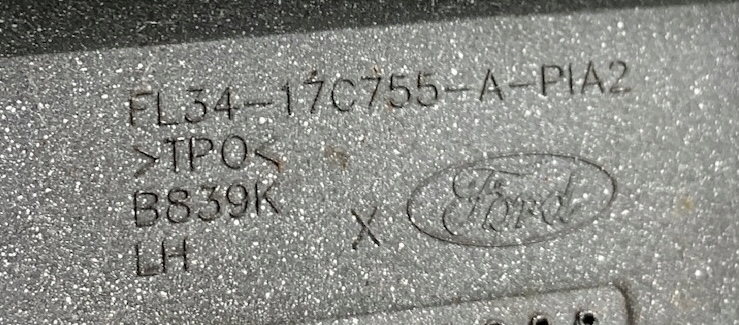 FL34-17C755-A-PIA2
>TPO<
B839K
X Ford
LH